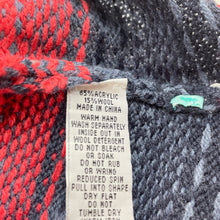 85% ACRYLIC
15% WOOL
MADE IN CHINA
WARM HAND
WASH SEPARATELY
INSIDE OUT IN
WOOL DETERGENT
DO NOT BLEACH
OR SOAK
DO NOT RUB
OR WRING
REDUCED SPIN
PULL INTO SHAPE
DRY FLAT
DO NOT
TUMBLE DRY